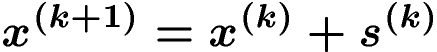 x^{(k+1)} = x^{(k)} + s^{(k)}